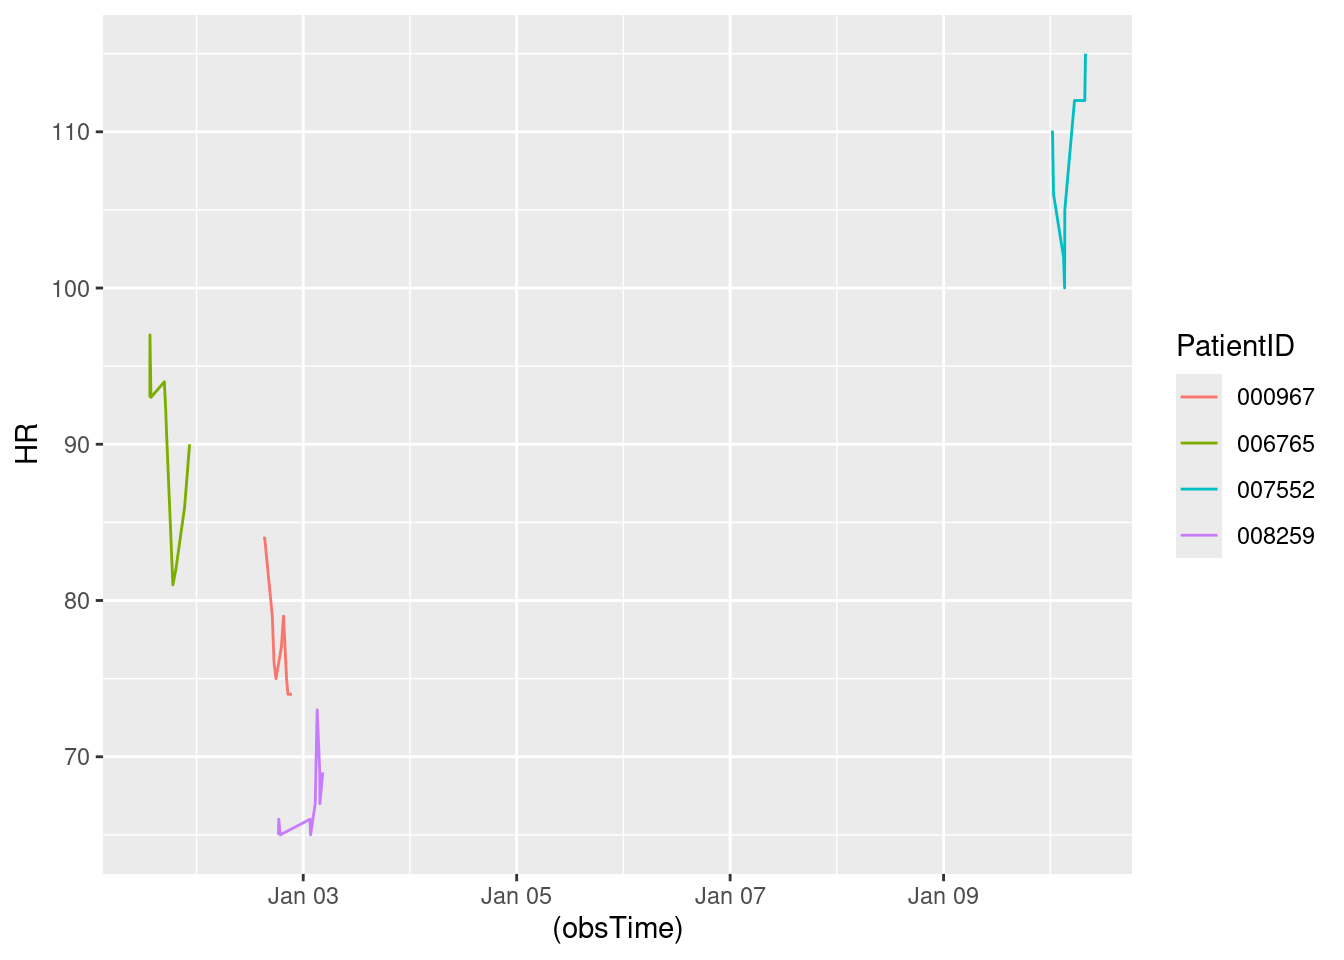 HR
110
100
90
80
70
Jan 03
Jan 05
Jan 07
Jan 09
(obsTime)
PatientID
000967
006765
007552
008259